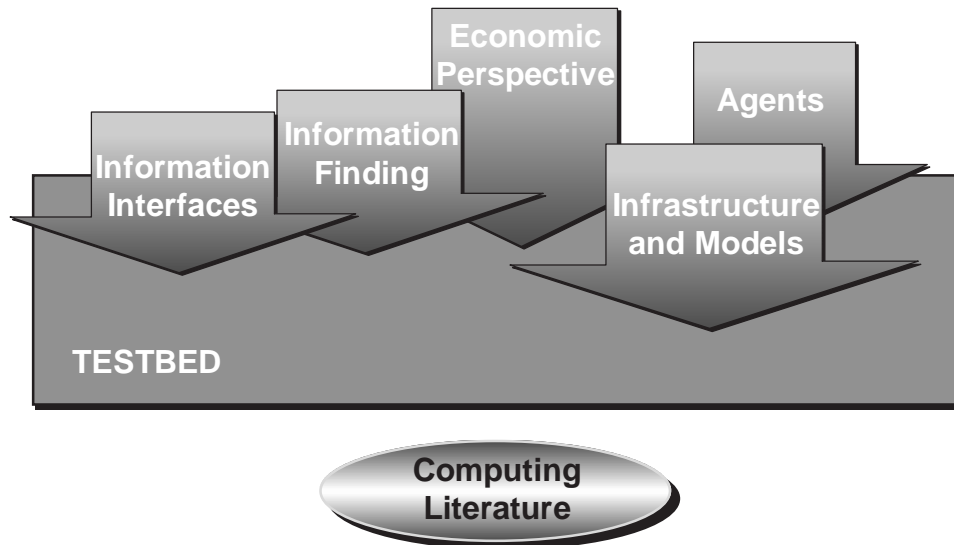 Economic
Perspective
Agents
Information
Finding
Information
Interfaces
Infrastructure
and Models
TESTBED
Computing
Literature